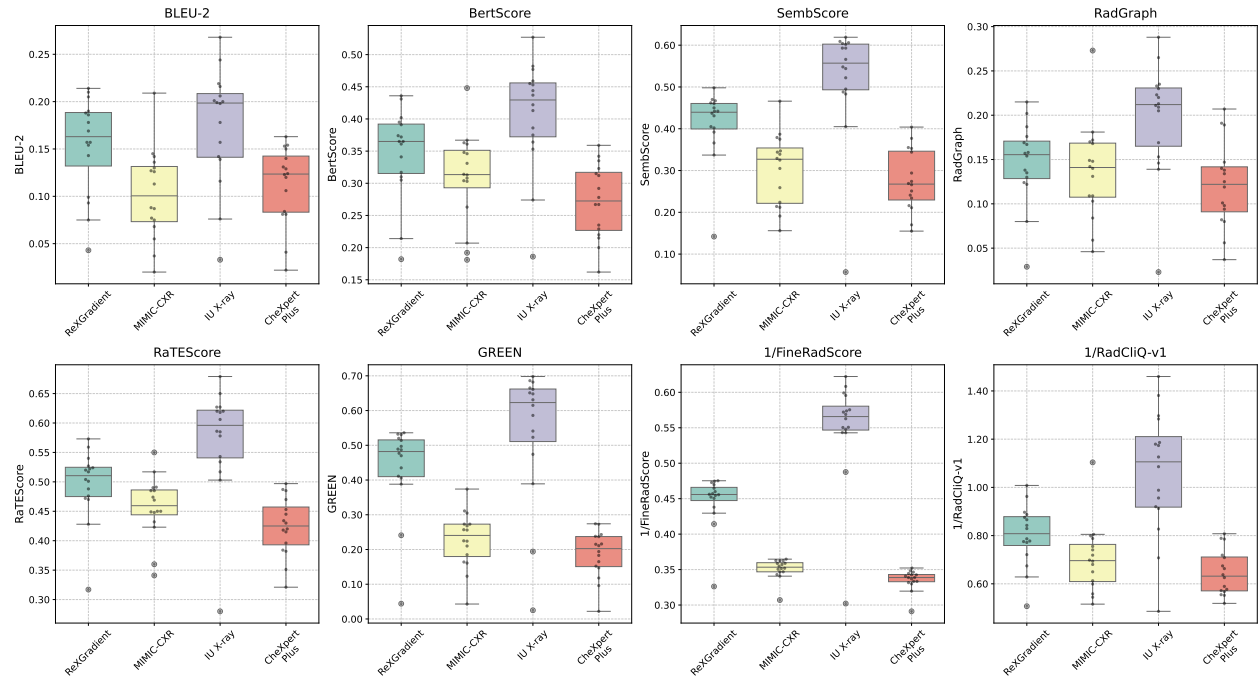 BLEU-2
BertScore
SembScore
RadGraph
BLEU-2
0.25
0.20
0.15
0.10
0.05
BertScore
0.50
0.45
0.40
0.35
0.30
0.25
0.20
0.15
SembScore
0.60
0.50
0.40
0.30
0.20
0.10
RadGraph
0.30
0.25
0.20
0.15
0.10
0.05
ReXGradient
MIMIC-CXR
IU X-ray
CheXpert
Plus
ReXGradient
MIMIC-CXR
IU X-ray
CheXpert
Plus
ReXGradient
MIMIC-CXR
IU X-ray
CheXpert
Plus
ReXGradient
MIMIC-CXR
IU X-ray
CheXpert
Plus
RaTEScore
GREEN
1/FineRadScore
1/RadCliQ-v1
RaTEScore
0.65
0.60
0.55
0.50
0.45
0.40
0.35
0.30
GREEN
0.70
0.60
0.50
0.40
0.30
0.20
0.10
0.00
1/FineRadScore
0.60
0.55
0.50
0.45
0.40
0.35
0.30
1/RadCliQ-v1
1.40
1.20
1.00
0.80
0.60
ReXGradient
MIMIC-CXR
IU X-ray
CheXpert
Plus
ReXGradient
MIMIC-CXR
IU X-ray
CheXpert
Plus
ReXGradient
MIMIC-CXR
IU X-ray
CheXpert
Plus
ReXGradient
MIMIC-CXR
IU X-ray
CheXpert
Plus